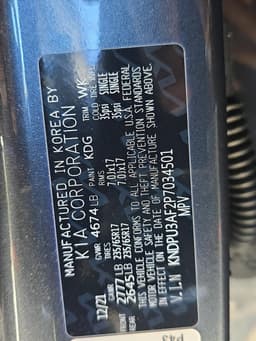 MANUFACTURED IN KOREA BY
KIA CORPORATION
PAINT KDG TRIM WK
12/21 GVWR 4674 LB
TIRES RIMS COLD TIRE
FRONT 2777 LB 235/65R17 7.0Jx17 35psi SINGLE
REAR 2645 LB 235/65R17 7.0Jx17 35psi SINGLE
THIS VEHICLE CONFORMS TO ALL APPLICABLE U.S.A. FEDERAL
MOTOR VEHICLE SAFETY AND THEFT PREVENTION STANDARDS
IN EFFECT ON THE DATE OF MANUFACTURE SHOWN ABOVE.
V.I.N KNDPU3AF2P7034501
MPV
P43